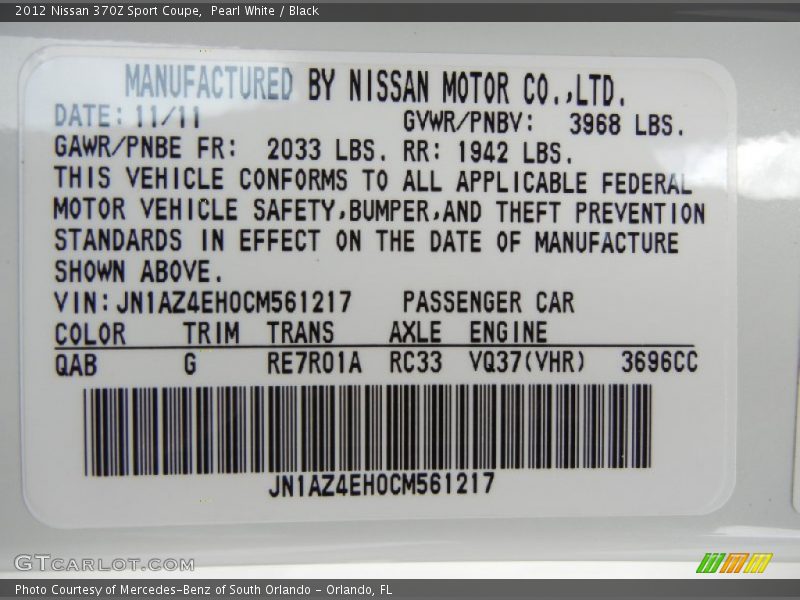 2012 Nissan 370Z Sport Coupe,  Pearl White / Black
MANUFACTURED BY NISSAN MOTOR CO.,LTD.
DATE: 11/11 GVWR/PNBV: 3968 LBS.
GAWR/PNBE FR: 2033 LBS. RR: 1942 LBS.
THIS VEHICLE CONFORMS TO ALL APPLICABLE FEDERAL
MOTOR VEHICLE SAFETY,BUMPER,AND THEFT PREVENTION
STANDARDS IN EFFECT ON THE DATE OF MANUFACTURE
SHOWN ABOVE.
VIN: JN1AZ4EH0CM561217 PASSENGER CAR
COLOR TRIM TRANS AXLE ENGINE
QAB G RE7R01A RC33 VQ37(VHR) 3696CC
JN1AZ4EH0CM561217
GTCARLOT.COM
Photo Courtesy of Mercedes-Benz of South Orlando - Orlando, FL